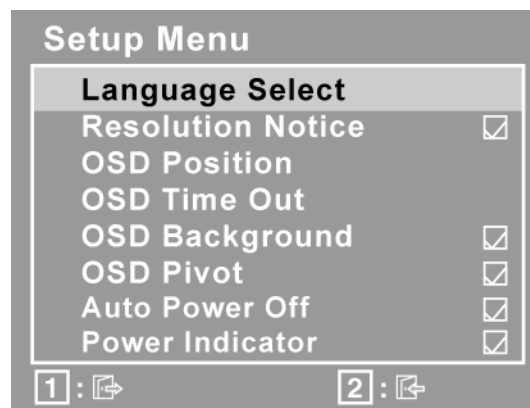 Setup Menu
Language Select
Resolution Notice
OSD Position
OSD Time Out
OSD Background
OSD Pivot
Auto Power Off
Power Indicator
1 : 2 :